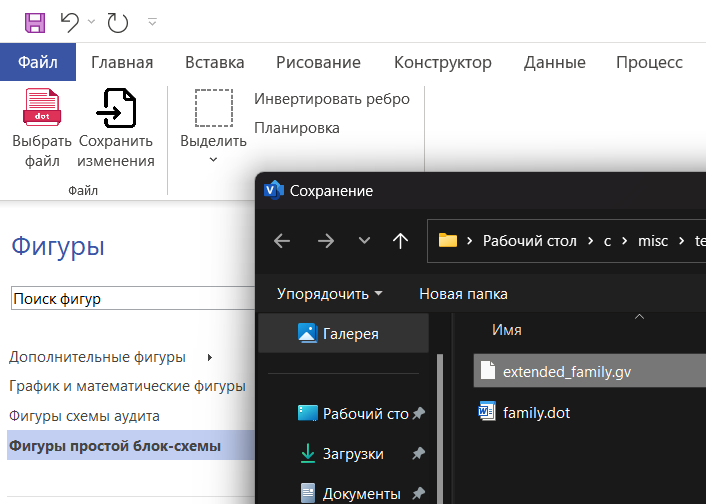 Файл Главная Вставка Рисование Конструктор Данные Процесс
dot
Выбрать файл
Сохранить изменения
Файл
Выделить
Инвертировать ребро
Планировка
Фигуры
Поиск фигур
Дополнительные фигуры
График и математические фигуры
Фигуры схемы аудита
Фигуры простой блок-схемы
V
Сохранение
Рабочий стол > с > misc > te
Упорядочить Новая папка
Галерея
Рабочий сто
Загрузки
Документы
Имя
extended_family.gv
family.dot